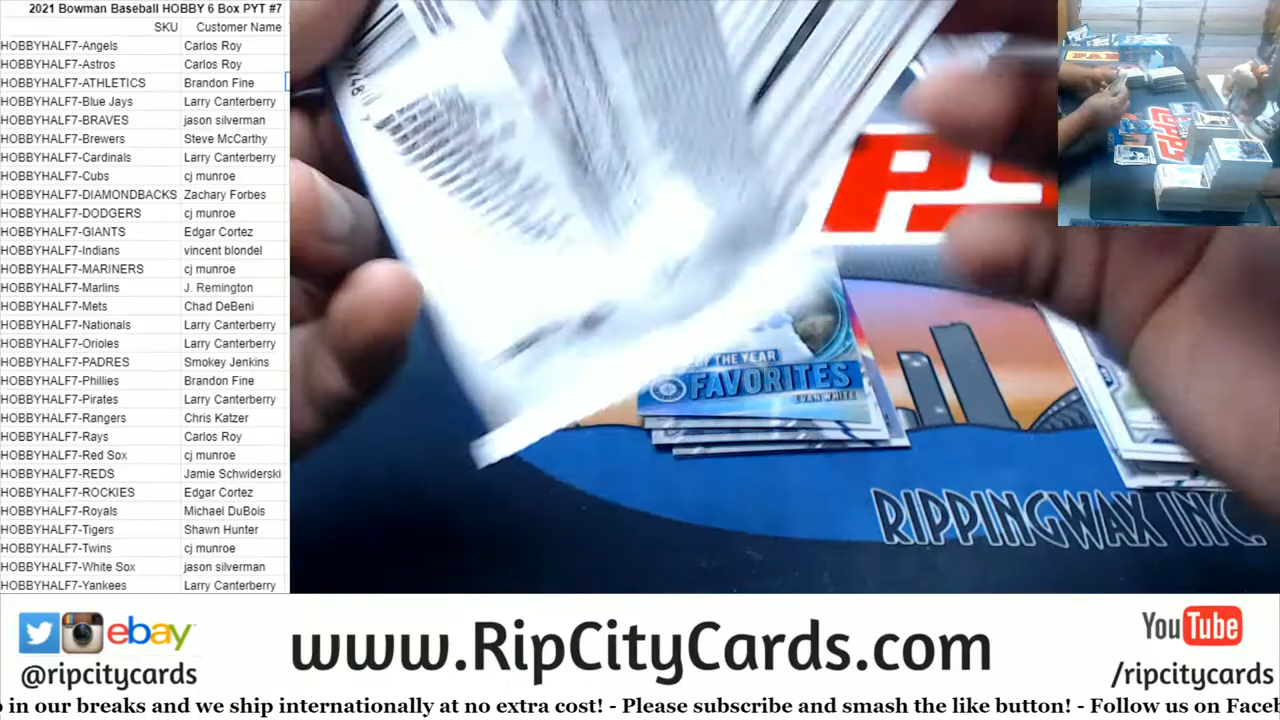 2021 Bowman Baseball HOBBY 6 Box PYT #7
SKU Customer Name
HOBBYHALF7-Angels Carlos Roy
HOBBYHALF7-Astros Carlos Roy
HOBBYHALF7-ATHLETICS Brandon Fine
HOBBYHALF7-Blue Jays Larry Canterberry
HOBBYHALF7-BRAVES jason silverman
HOBBYHALF7-Brewers Steve McCarthy
HOBBYHALF7-Cardinals Larry Canterberry
HOBBYHALF7-Cubs cj munroe
HOBBYHALF7-DIAMONDBACKS Zachary Forbes
HOBBYHALF7-DODGERS cj munroe
HOBBYHALF7-GIANTS Edgar Cortez
HOBBYHALF7-Indians vincent blondel
HOBBYHALF7-MARINERS cj munroe
HOBBYHALF7-Marlins J. Remington
HOBBYHALF7-Mets Chad DeBeni
HOBBYHALF7-Nationals Larry Canterberry
HOBBYHALF7-Orioles Larry Canterberry
HOBBYHALF7-PADRES Smokey Jenkins
HOBBYHALF7-Phillies Brandon Fine
HOBBYHALF7-Pirates Larry Canterberry
HOBBYHALF7-Rangers Chris Katzer
HOBBYHALF7-Rays Carlos Roy
HOBBYHALF7-Red Sox cj munroe
HOBBYHALF7-REDS Jamie Schwiderski
HOBBYHALF7-ROCKIES Edgar Cortez
HOBBYHALF7-Royals Michael DuBois
HOBBYHALF7-Tigers Shawn Hunter
HOBBYHALF7-Twins cj munroe
HOBBYHALF7-White Sox jason silverman
HOBBYHALF7-Yankees Larry Canterberry
PS
THE YEAR
FAVORITES
EVAN WHITE
RIPPINGWAX INC.
ebay
@ripcitycards
www.RipCityCards.com
YouTube
/ripcitycards
in our breaks and we ship internationally at no extra cost! - Please subscribe and smash the like button! - Follow us on Faceb